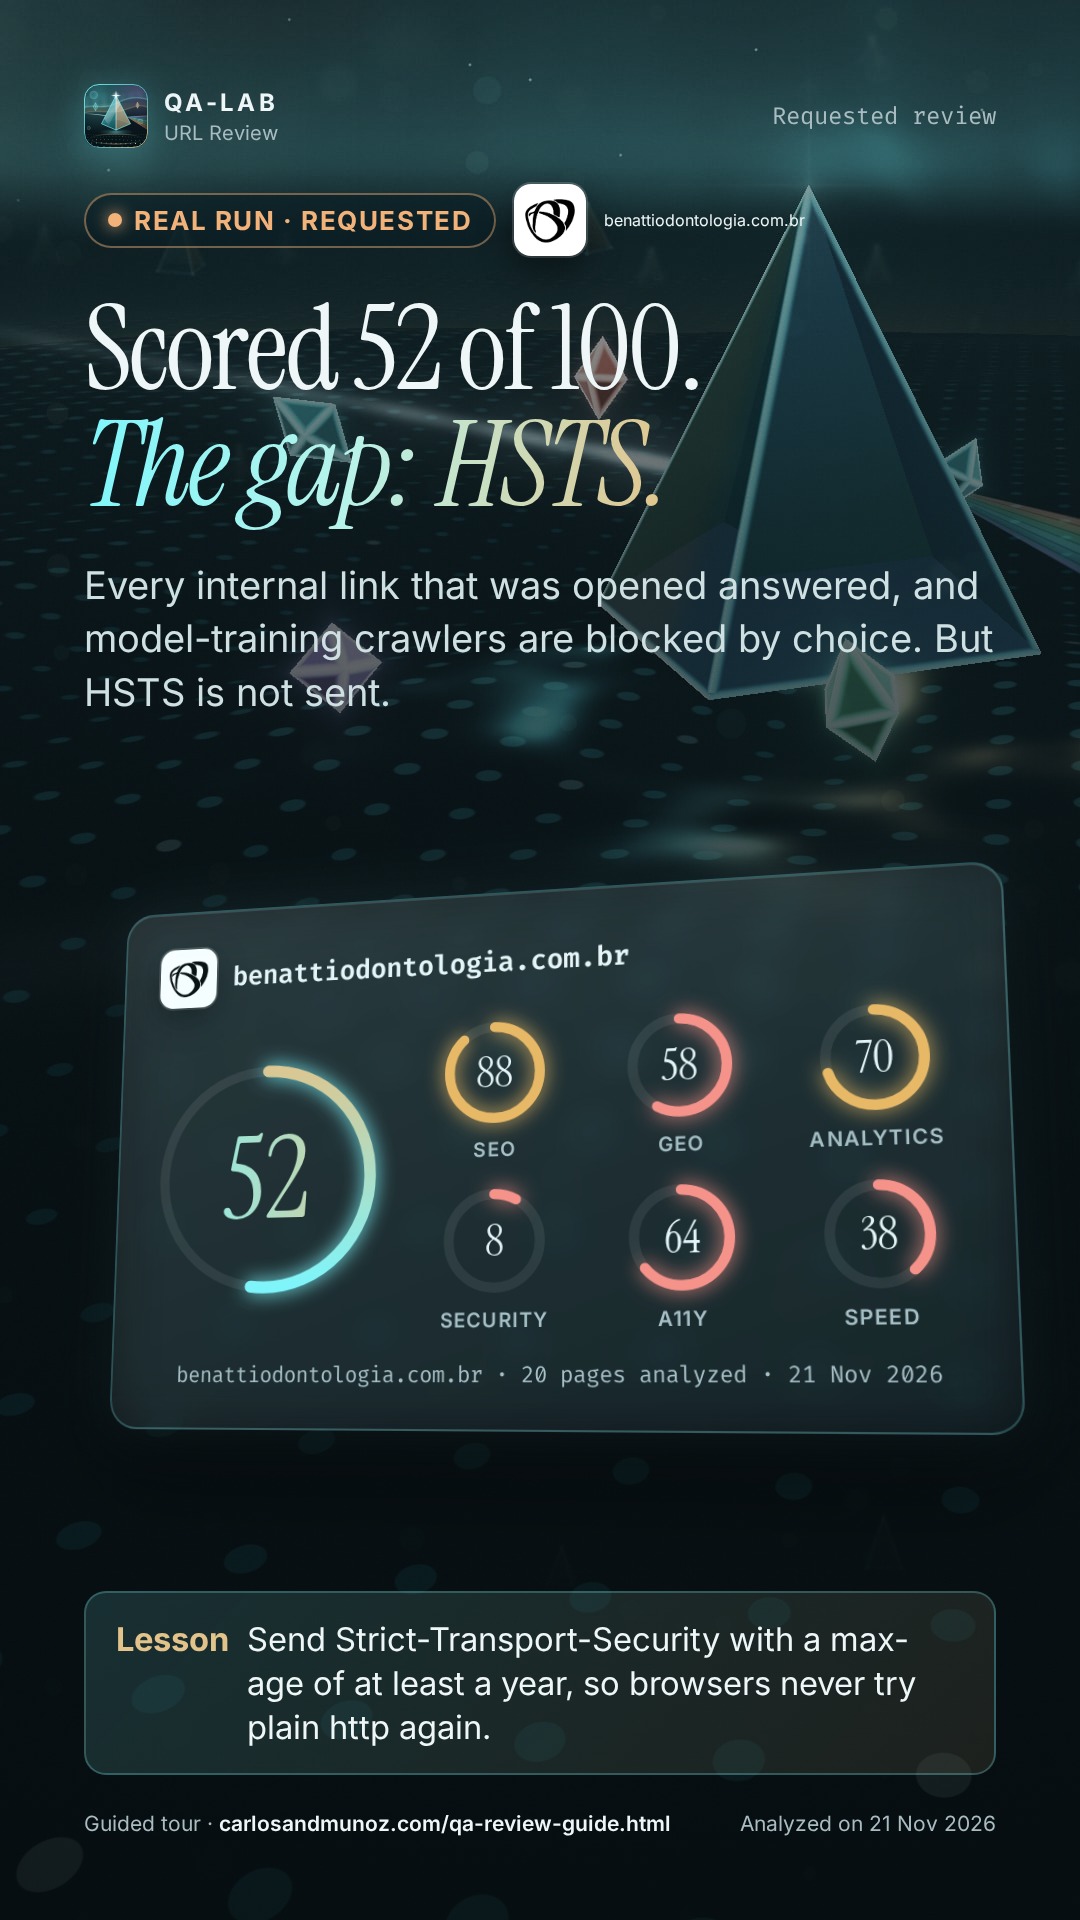 QA-LAB
URL Review
Requested review
REAL RUN · REQUESTED
benattiodontologia.com.br
Scored 52 of 100.
The gap: HSTS.
Every internal link that was opened answered, and
model-training crawlers are blocked by choice. But
HSTS is not sent.
benattiodontologia.com.br
52
88
SEO
58
GEO
70
ANALYTICS
8
SECURITY
64
A11Y
38
SPEED
benattiodontologia.com.br · 20 pages analyzed · 21 Nov 2026
Lesson Send Strict-Transport-Security with a max-
age of at least a year, so browsers never try
plain http again.
Guided tour · carlosandmunoz.com/qa-review-guide.html
Analyzed on 21 Nov 2026